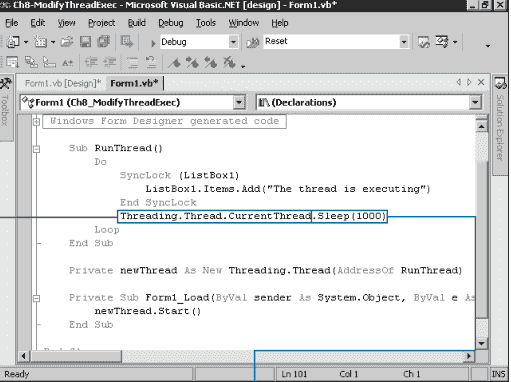 Ch8-ModifyThreadExec - Microsoft Visual Basic.NET [design] - Form1.vb*
File Edit View Project Build Debug Tools Window Help
Debug Reset
Form1.vb [Design]* Form1.vb*
Form1 (Ch8_ModifyThreadExec) (Declarations)
Toolbox
Solution Explorer
Windows Form Designer generated code
Sub RunThread()
Do
SyncLock (ListBox1)
ListBox1.Items.Add("The thread is executing")
End SyncLock
Threading.Thread.CurrentThread.Sleep(1000)
Loop
End Sub
Private newThread As New Threading.Thread(AddressOf RunThread)
Private Sub Form1_Load(ByVal sender As System.Object, ByVal e As
newThread.Start()
End Sub
Ready Ln 101 Col 1 Ch 1 INS